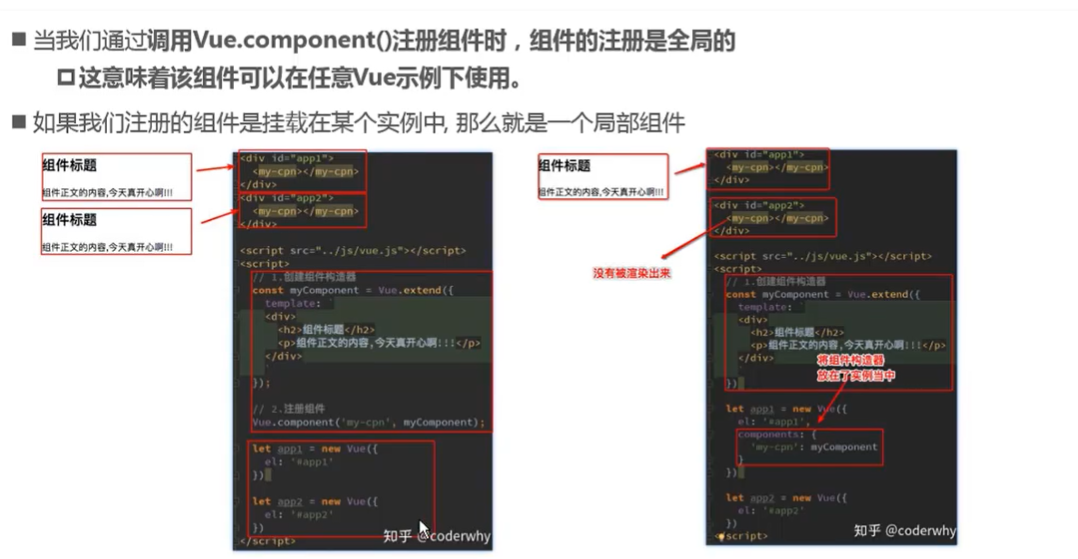 ■ 当我们通过调用Vue.component()注册组件时，组件的注册是全局的
这意味着该组件可以在任意Vue示例下使用。
■ 如果我们注册的组件是挂载在某个实例中, 那么就是一个局部组件
组件标题
组件正文的内容,今天真开心啊!!!
组件标题
组件正文的内容,今天真开心啊!!!
<div id="app1">
<my-cpn></my-cpn>
</div>
<div id="app2">
<my-cpn></my-cpn>
</div>
<script src="../js/vue.js"></script>
<script>
// 1.创建组件构造器
const myComponent = Vue.extend({
template: `
<div>
<h2>组件标题</h2>
<p>组件正文的内容,今天真开心啊!!!</p>
</div>
`
});
// 2.注册组件
Vue.component('my-cpn', myComponent);
let app1 = new Vue({
el: '#app1'
})
let app2 = new Vue({
el: '#app2'
})
</script>
知乎 @coderwhy
组件标题
组件正文的内容,今天真开心啊!!!
没有被渲染出来
<div id="app1">
<my-cpn></my-cpn>
</div>
<div id="app2">
<my-cpn></my-cpn>
</div>
<script src="../js/vue.js"></script>
<script>
// 1.创建组件构造器
const myComponent = Vue.extend({
template: `
<div>
<h2>组件标题</h2>
<p>组件正文的内容,今天真开心啊!!!</p>
</div>
`
})
将组件构造器
放在了实例当中
let app1 = new Vue({
el: '#app1',
components: {
'my-cpn': myComponent
}
})
let app2 = new Vue({
el: '#app2'
})
</script>
知乎 @coderwhy